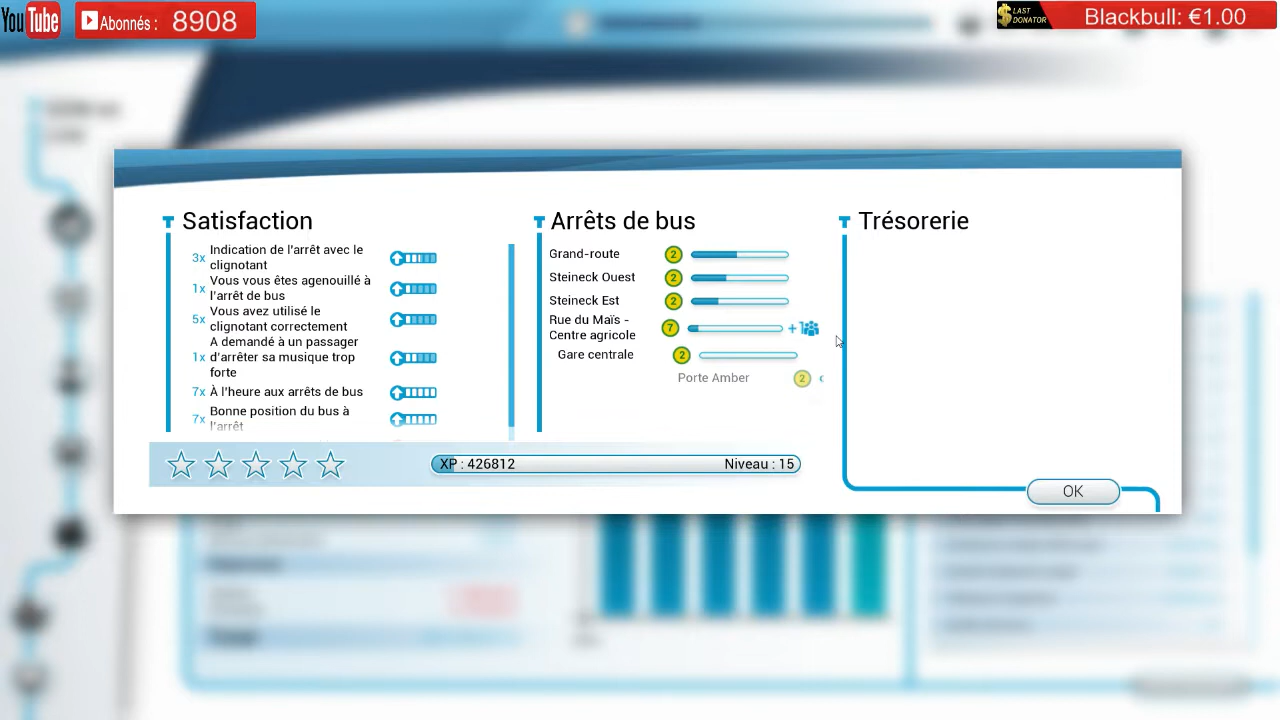 YouTube
Abonnés : 8908
LAST
DONATOR
Blackbull: €1.00
Satisfaction
3x Indication de l'arrêt avec le
clignotant
1x Vous vous êtes agenouillé à
l'arrêt de bus
5x Vous avez utilisé le
clignotant correctement
1x A demandé à un passager
d'arrêter sa musique trop
forte
7x À l'heure aux arrêts de bus
7x Bonne position du bus à
l'arrêt
Arrêts de bus
Grand-route 2
Steineck Ouest 2
Steineck Est 2
Rue du Maïs -
Centre agricole 7 +1
Gare centrale 2
Porte Amber 2
Trésorerie
XP : 426812 Niveau : 15
OK